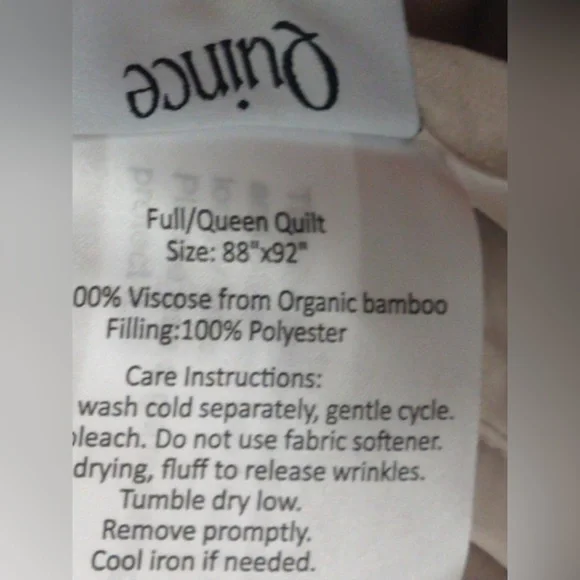 Quince
Full/Queen Quilt
Size: 88"x92"
00% Viscose from Organic bamboo
Filling:100% Polyester
Care Instructions:
wash cold separately, gentle cycle.
leach. Do not use fabric softener.
drying, fluff to release wrinkles.
Tumble dry low.
Remove promptly.
Cool iron if needed.